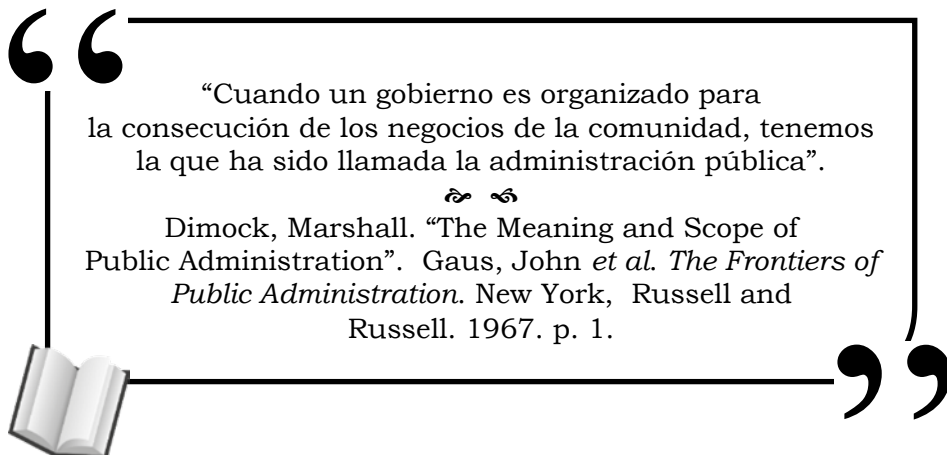 “Cuando un gobierno es organizado para
la consecución de los negocios de la comunidad, tenemos
la que ha sido llamada la administración pública”.
Dimock, Marshall. “The Meaning and Scope of
Public Administration”. Gaus, John et al. The Frontiers of
Public Administration. New York, Russell and
Russell. 1967. p. 1.